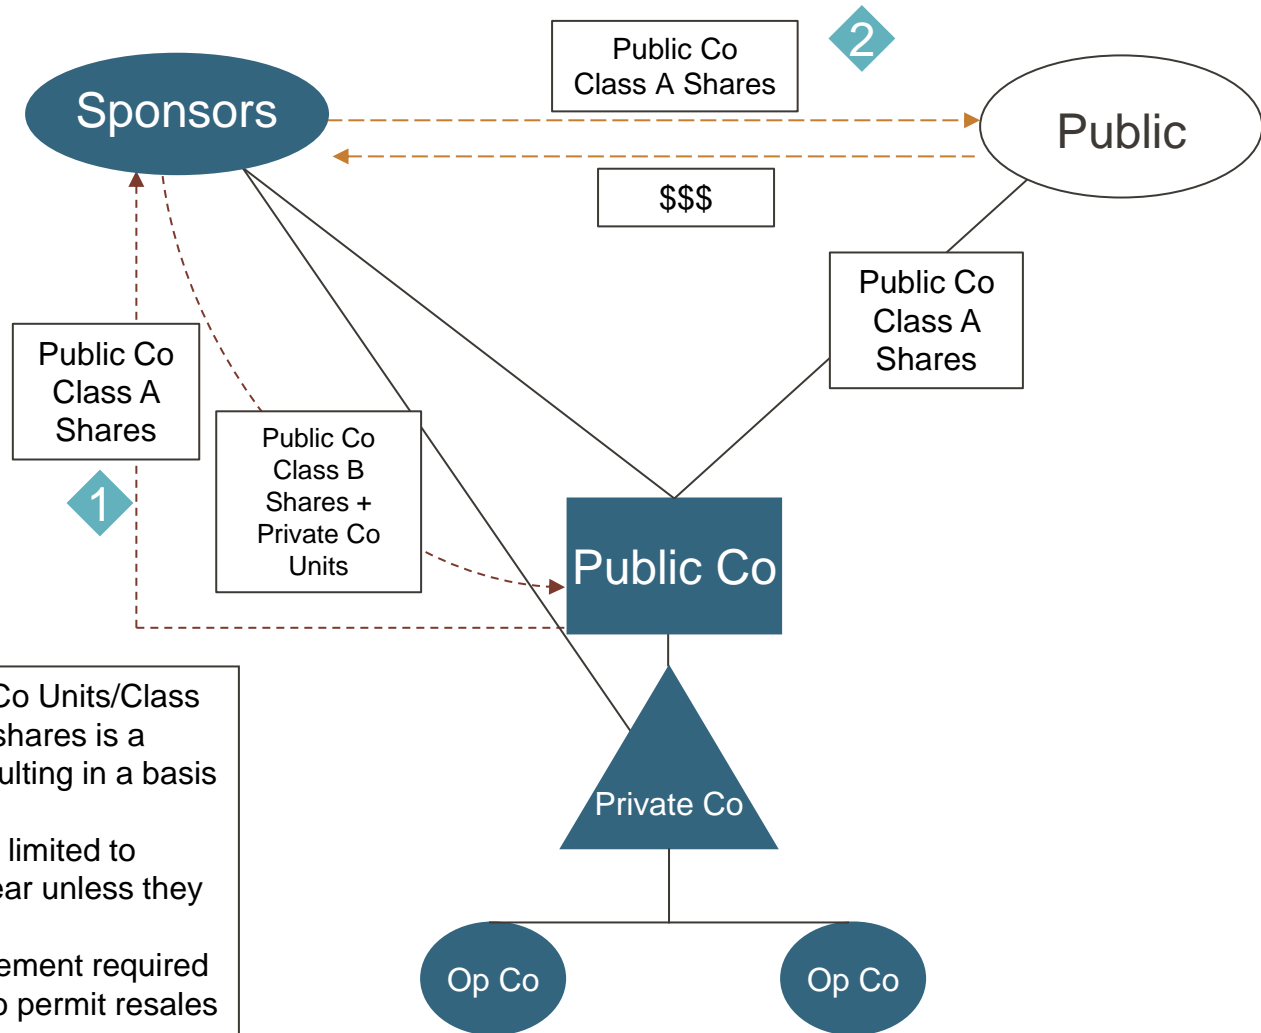 2
Public Co
Class A Shares
Sponsors
Public
$$$
Public Co
Class A
Shares
Public Co
Class A
Shares
Public Co
Class B
Shares +
Private Co
Units
1
Public Co
Co Units/Class
shares is a
ulting in a basis
limited to
ear unless they
ement required
o permit resales
Private Co
Op Co
Op Co